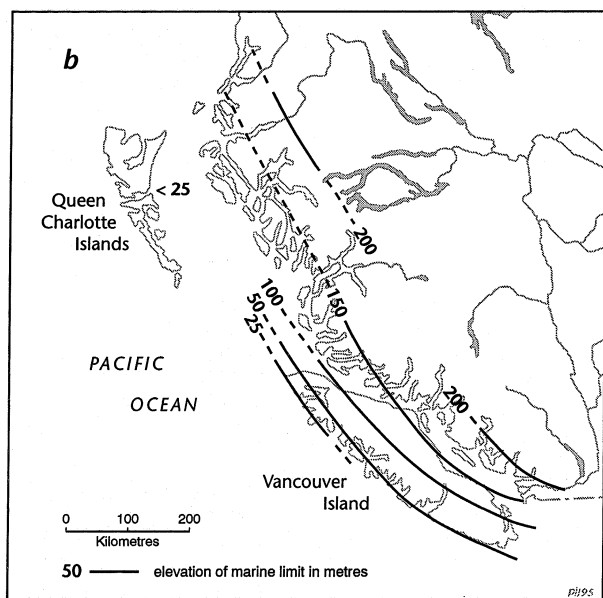 b
< 25
Queen
Charlotte
Islands
200
150
100
50
25
PACIFIC
OCEAN
200
Vancouver
Island
0 100 200
Kilometres
50 elevation of marine limit in metres
pj95